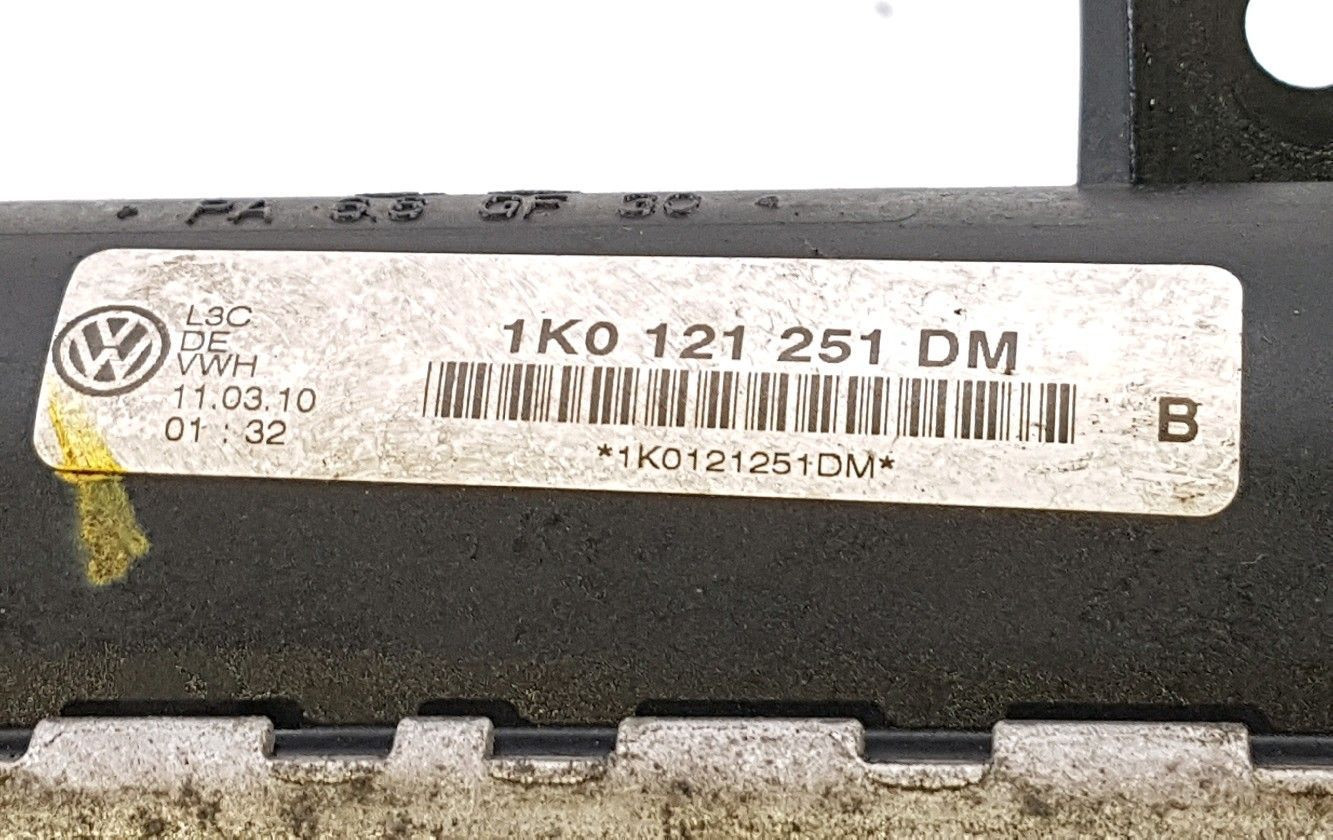 PA 66 GF 30
L3C
DE
VWH
11.03.10
01 : 32
1K0 121 251 DM
*1K0121251DM*
B